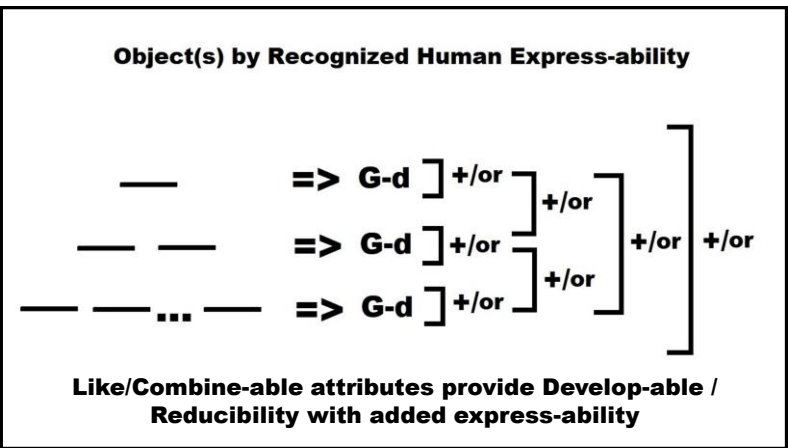 Object(s) by Recognized Human Express-ability
=> G-d ] +/or
+/or
=> G-d ] +/or
+/or
+/or
+/or
=> G-d ] +/or
...
Like/Combine-able attributes provide Develop-able /
Reducibility with added express-ability